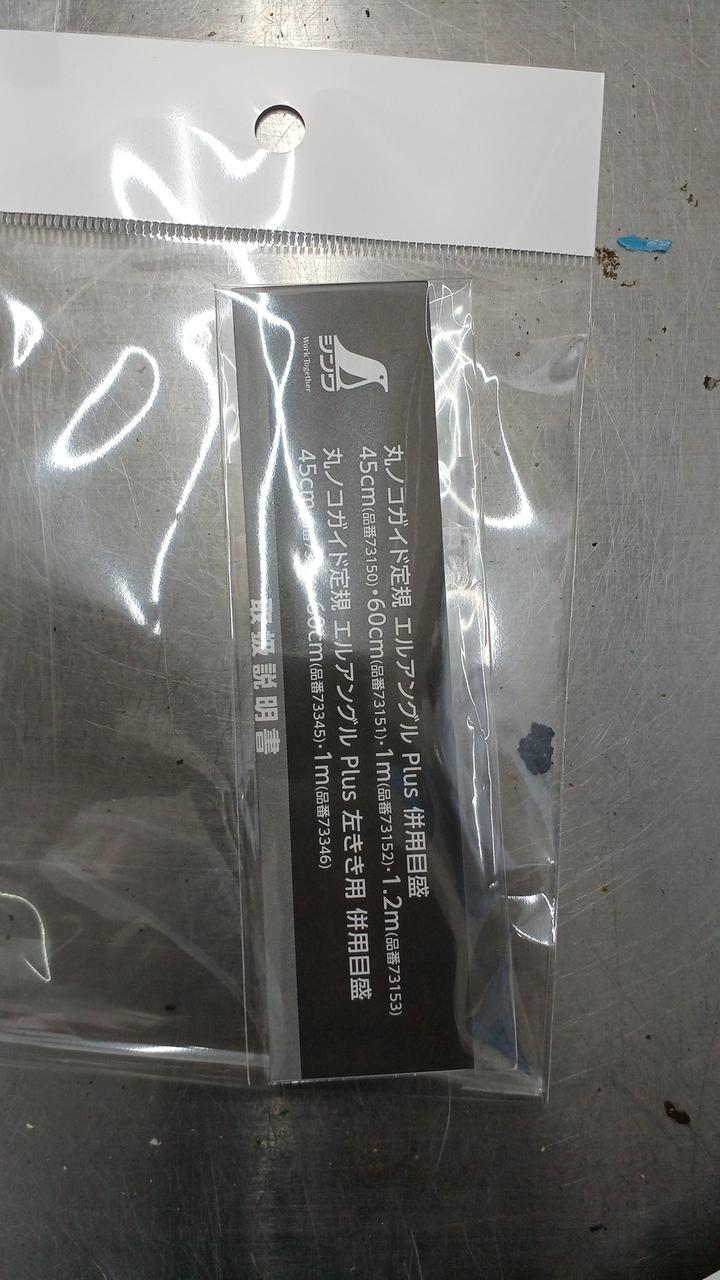 シンワ
Work Together
丸ノコガイド定規 エルアングル Plus 併用目盛
45cm(品番73150)・60cm(品番73151)・1m(品番73152)・1.2m(品番73153)
丸ノコガイド定規 エルアングル Plus 左きき用 併用目盛
45cm 60cm(品番73345)・1m(品番73346)
取扱説明書